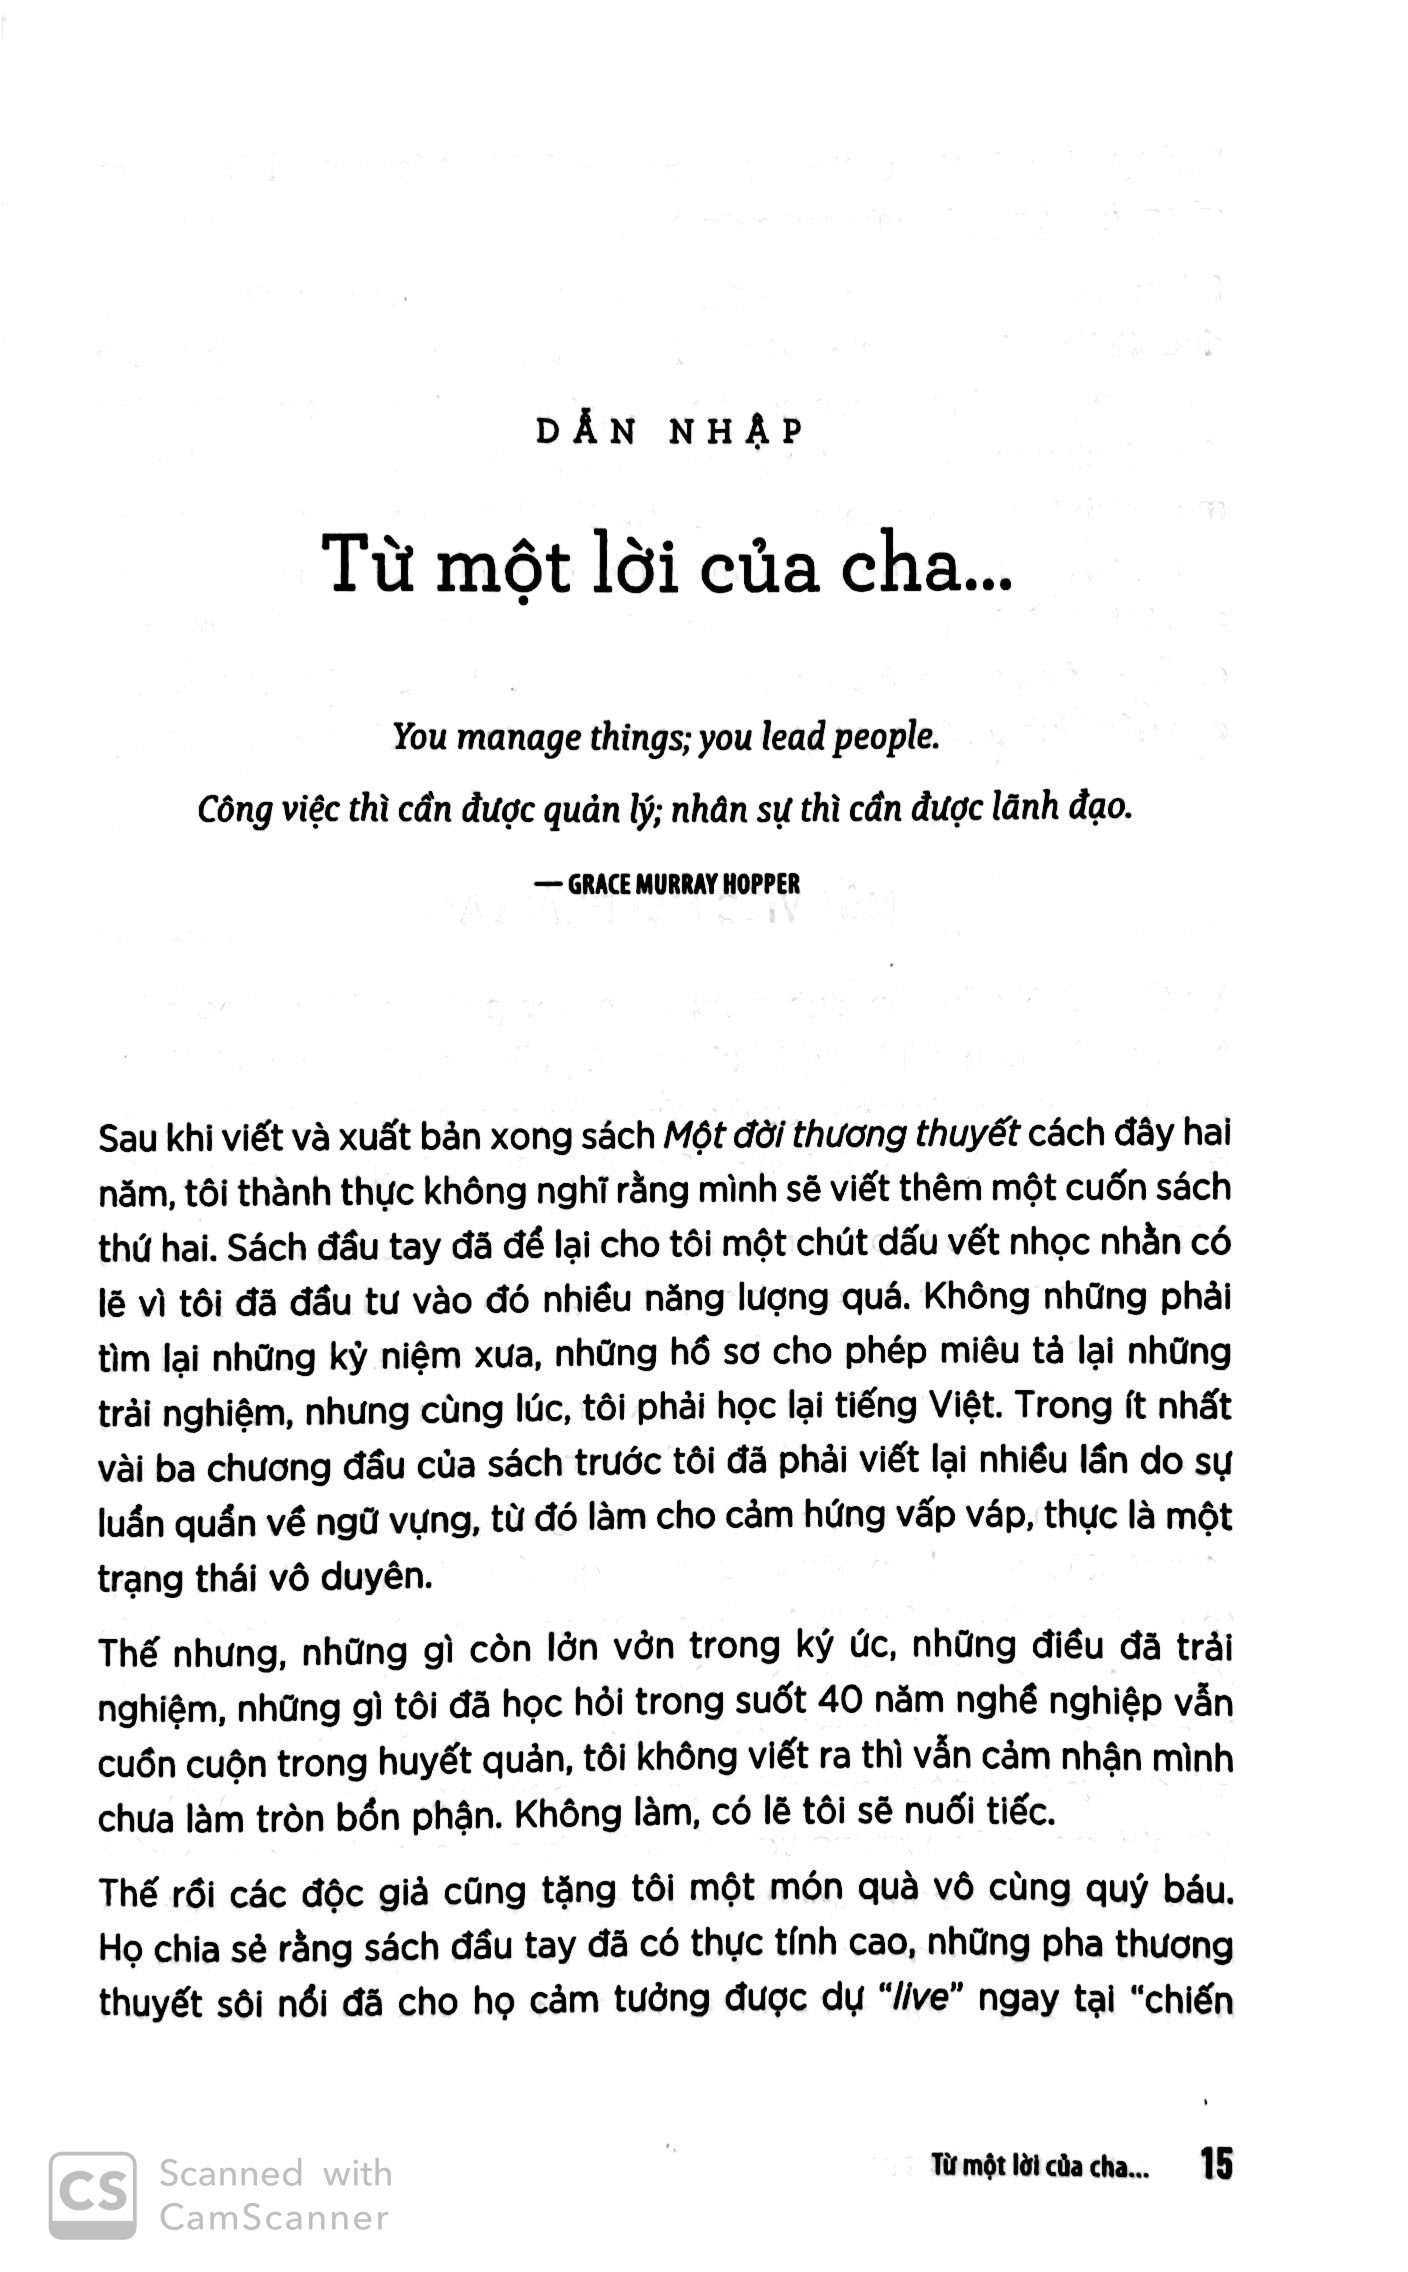 DẪN NHẬP
Từ một lời của cha...
You manage things; you lead people.
Công việc thì cần được quản lý; nhân sự thì cần được lãnh đạo.
— GRACE MURRAY HOPPER
Sau khi viết và xuất bản xong sách Một đời thương thuyết cách đây hai
năm, tôi thành thực không nghĩ rằng mình sẽ viết thêm một cuốn sách
thứ hai. Sách đầu tay đã để lại cho tôi một chút dấu vết nhọc nhằn có
lẽ vì tôi đã đầu tư vào đó nhiều năng lượng quá. Không những phải
tìm lại những kỷ niệm xưa, những hồ sơ cho phép miêu tả lại những
trải nghiệm, nhưng cùng lúc, tôi phải học lại tiếng Việt. Trong ít nhất
vài ba chương đầu của sách trước tôi đã phải viết lại nhiều lần do sự
luẩn quẩn về ngữ vựng, từ đó làm cho cảm hứng vấp váp, thực là một
trạng thái vô duyên.
Thế nhưng, những gì còn lởn vởn trong ký ức, những điều đã trải
nghiệm, những gì tôi đã học hỏi trong suốt 40 năm nghề nghiệp vẫn
cuồn cuộn trong huyết quản, tôi không viết ra thì vẫn cảm nhận mình
chưa làm tròn bổn phận. Không làm, có lẽ tôi sẽ nuối tiếc.
Thế rồi các độc giả cũng tặng tôi một món quà vô cùng quý báu.
Họ chia sẻ rằng sách đầu tay đã có thực tính cao, những pha thương
thuyết sôi nổi đã cho họ cảm tưởng được dự “live” ngay tại “chiến
Từ một lời của cha... 15
CS Scanned with
CamScanner